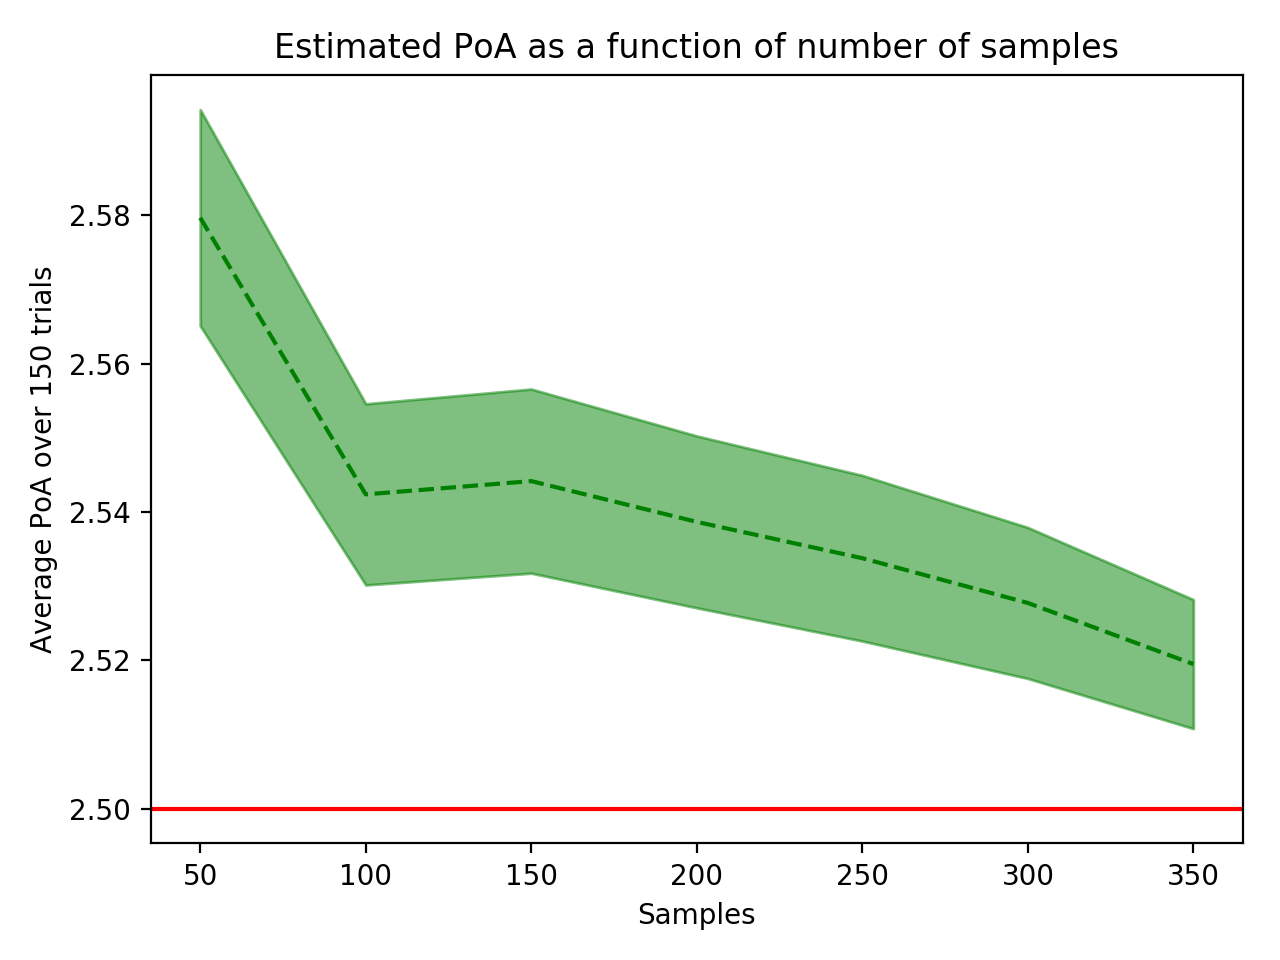 Estimated PoA as a function of number of samples
Average PoA over 150 trials
2.58
2.56
2.54
2.52
2.50
50 100 150 200 250 300 350
Samples